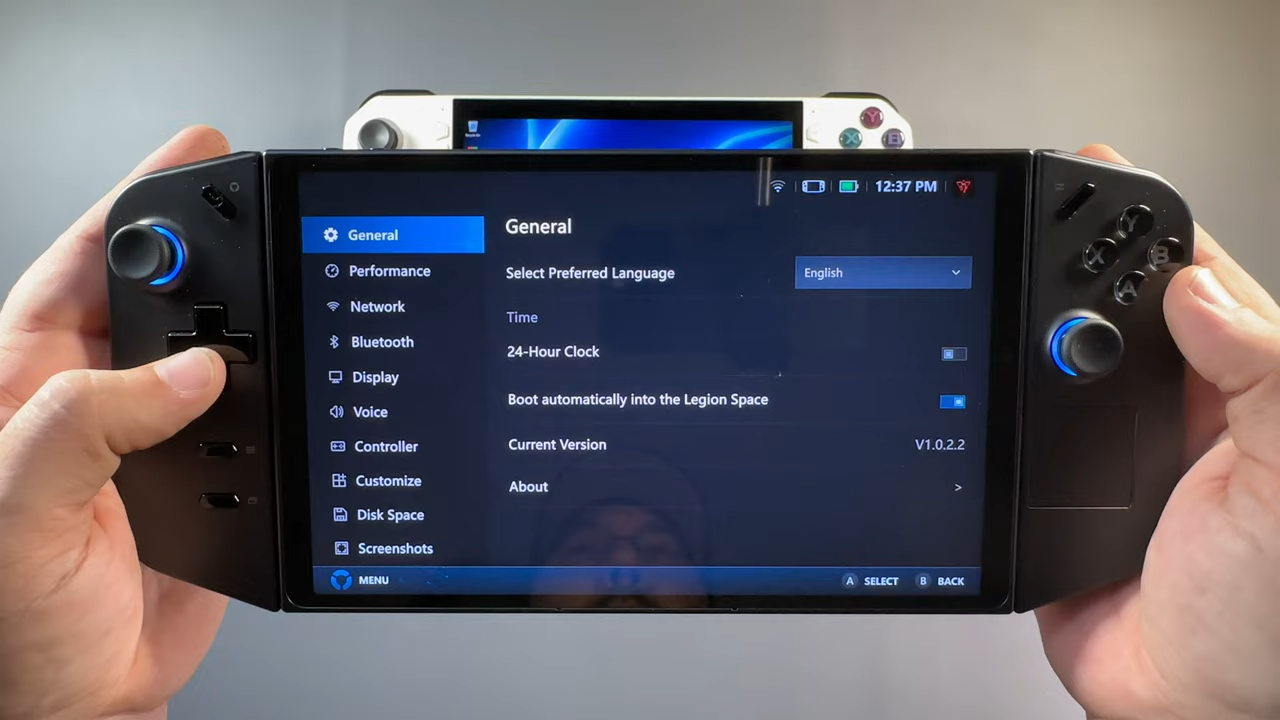 Y
X
B
12:37 PM
General
General
Select Preferred Language
English
Performance
Network
Time
Bluetooth
24-Hour Clock
Display
Boot automatically into the Legion Space
Voice
Controller
Current Version
V1.0.2.2
Customize
About
>
Disk Space
Screenshots
MENU
A SELECT
B BACK
Y
X
B
A